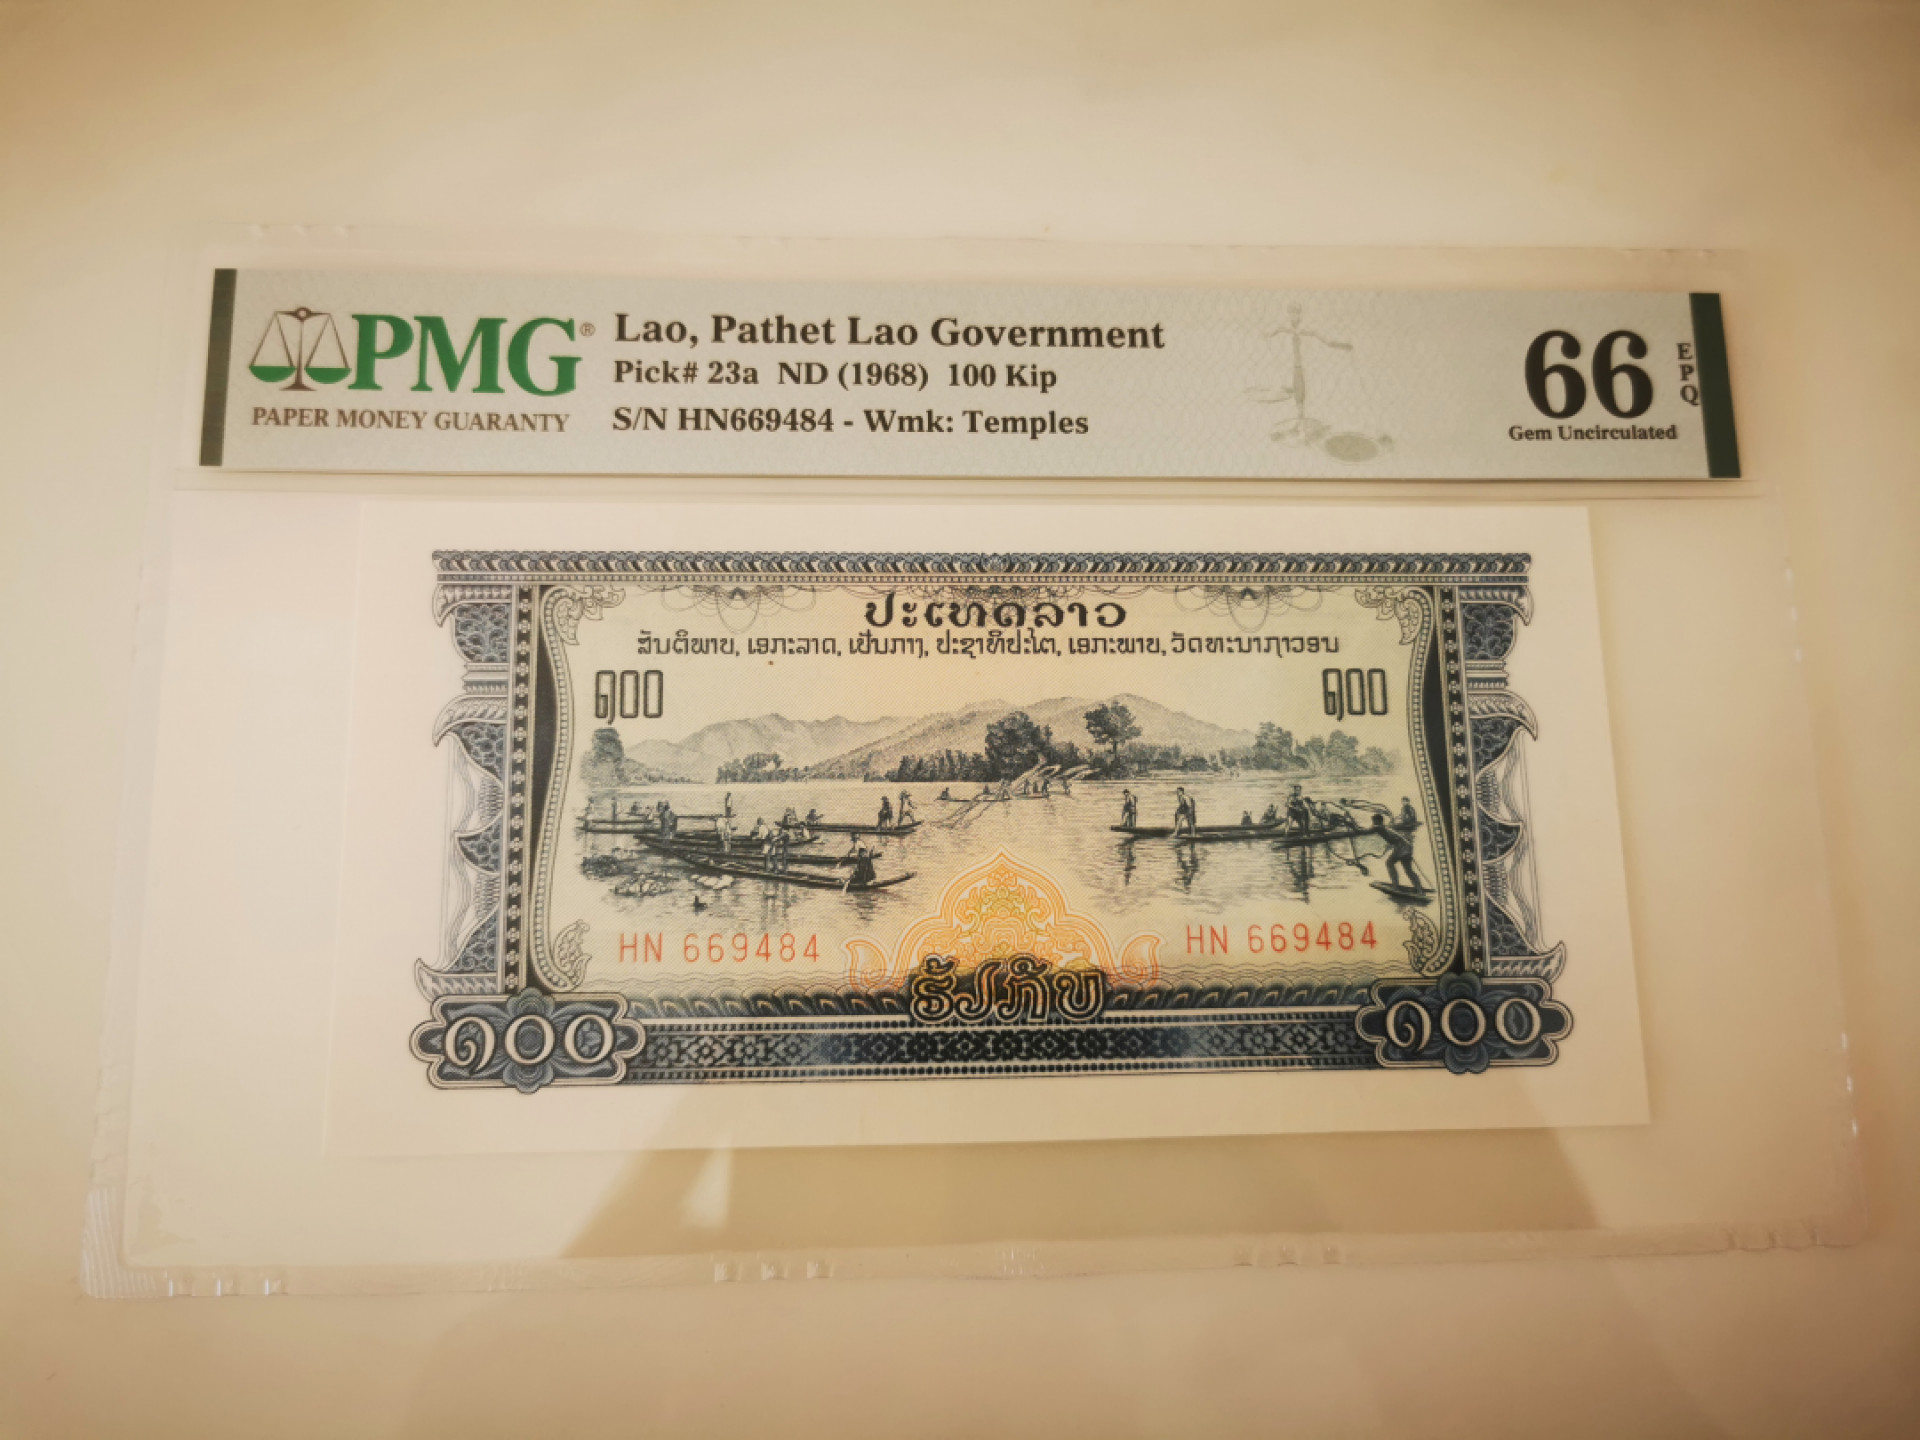 PMG®
PAPER MONEY GUARANTY
Lao, Pathet Lao Government
Pick# 23a ND (1968) 100 Kip
S/N HN669484 - Wmk: Temples
66
EPQ
Gem Uncirculated
ປະເທດລາວ
ສັນຕິພາບ, ເອກະລາດ, ເປັນກາງ, ປະຊາທິປະໄຕ, ເອກະພາບ, ວັດທະນາຖາວອນ
໑໐໐ ໑໐໐
HN 669484 HN 669484
ຮ້ອຍກີບ
໑໐໐ ໑໐໐